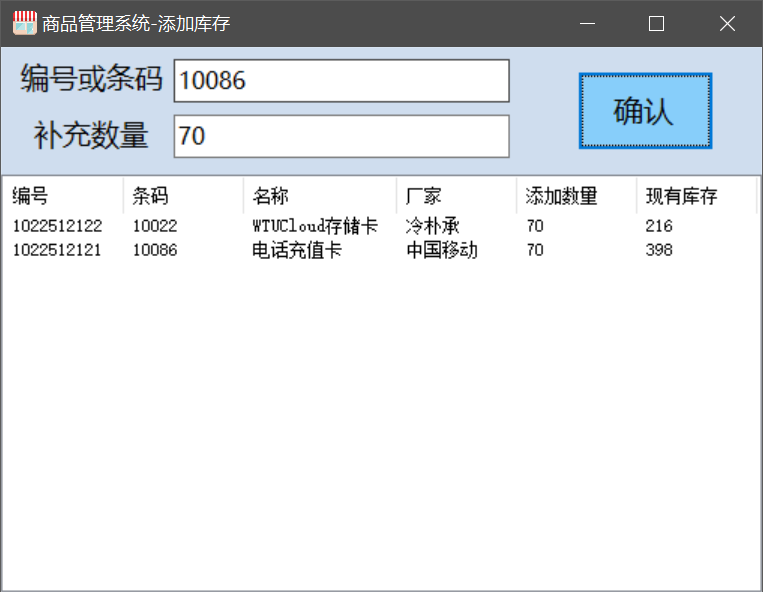 商品管理系统-添加库存
编号或条码 10086
确认
补充数量 70
编号 条码 名称 厂家 添加数量 现有库存
1022512122 10022 WTUCloud存储卡 冷朴承 70 216
1022512121 10086 电话充值卡 中国移动 70 398